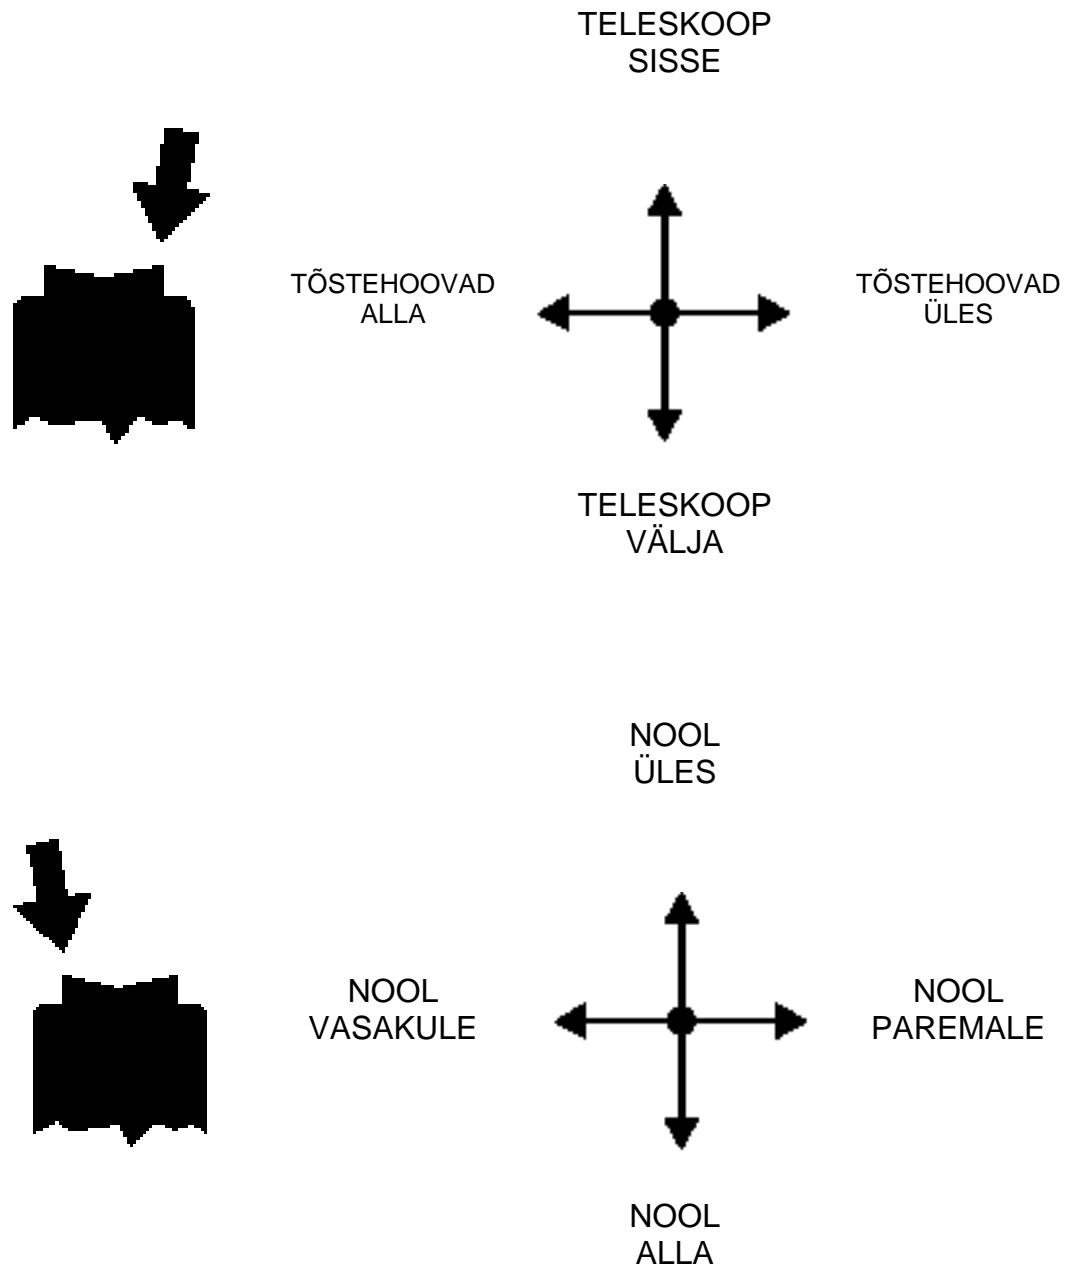 TELESKOOP
SISSE
TÕSTEHOOVAD
ALLA
TÕSTEHOOVAD
ÜLES
TELESKOOP
VÄLJA
NOOL
ÜLES
NOOL
VASAKULE
NOOL
PAREMALE
NOOL
ALLA